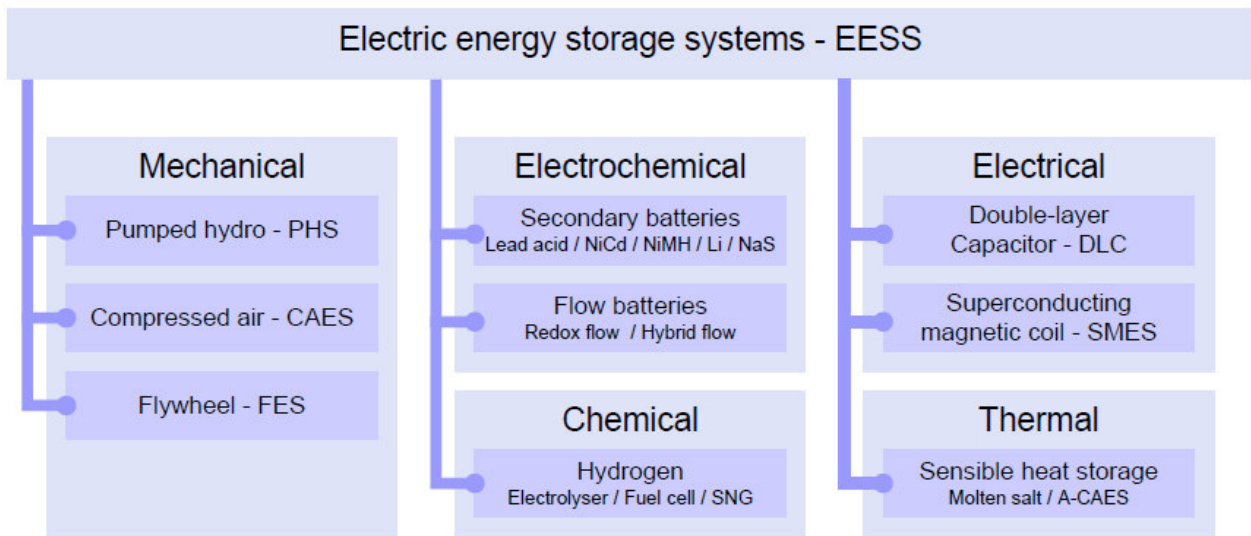 Electric energy storage systems - EESS
Mechanical
Pumped hydro - PHS
Compressed air - CAES
Flywheel - FES
Electrochemical
Secondary batteries
Lead acid / NiCd / NiMH / Li / NaS
Flow batteries
Redox flow / Hybrid flow
Chemical
Hydrogen
Electrolyser / Fuel cell / SNG
Electrical
Double-layer
Capacitor - DLC
Superconducting
magnetic coil - SMES
Thermal
Sensible heat storage
Molten salt / A-CAES